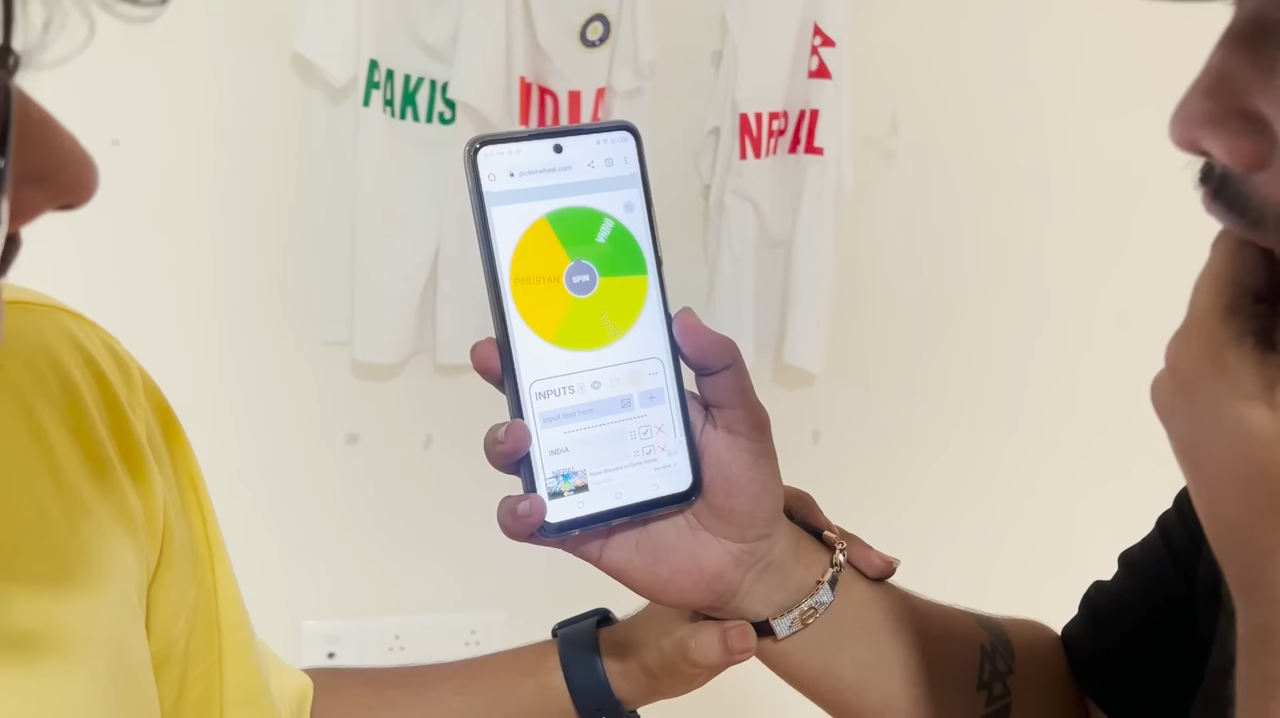 PAKIS
INDIA
NEPAL
pickerwheel.com
INDIA
PAKISTAN
SPIN
INPUTS
Input text here
INDIA
NEPAL